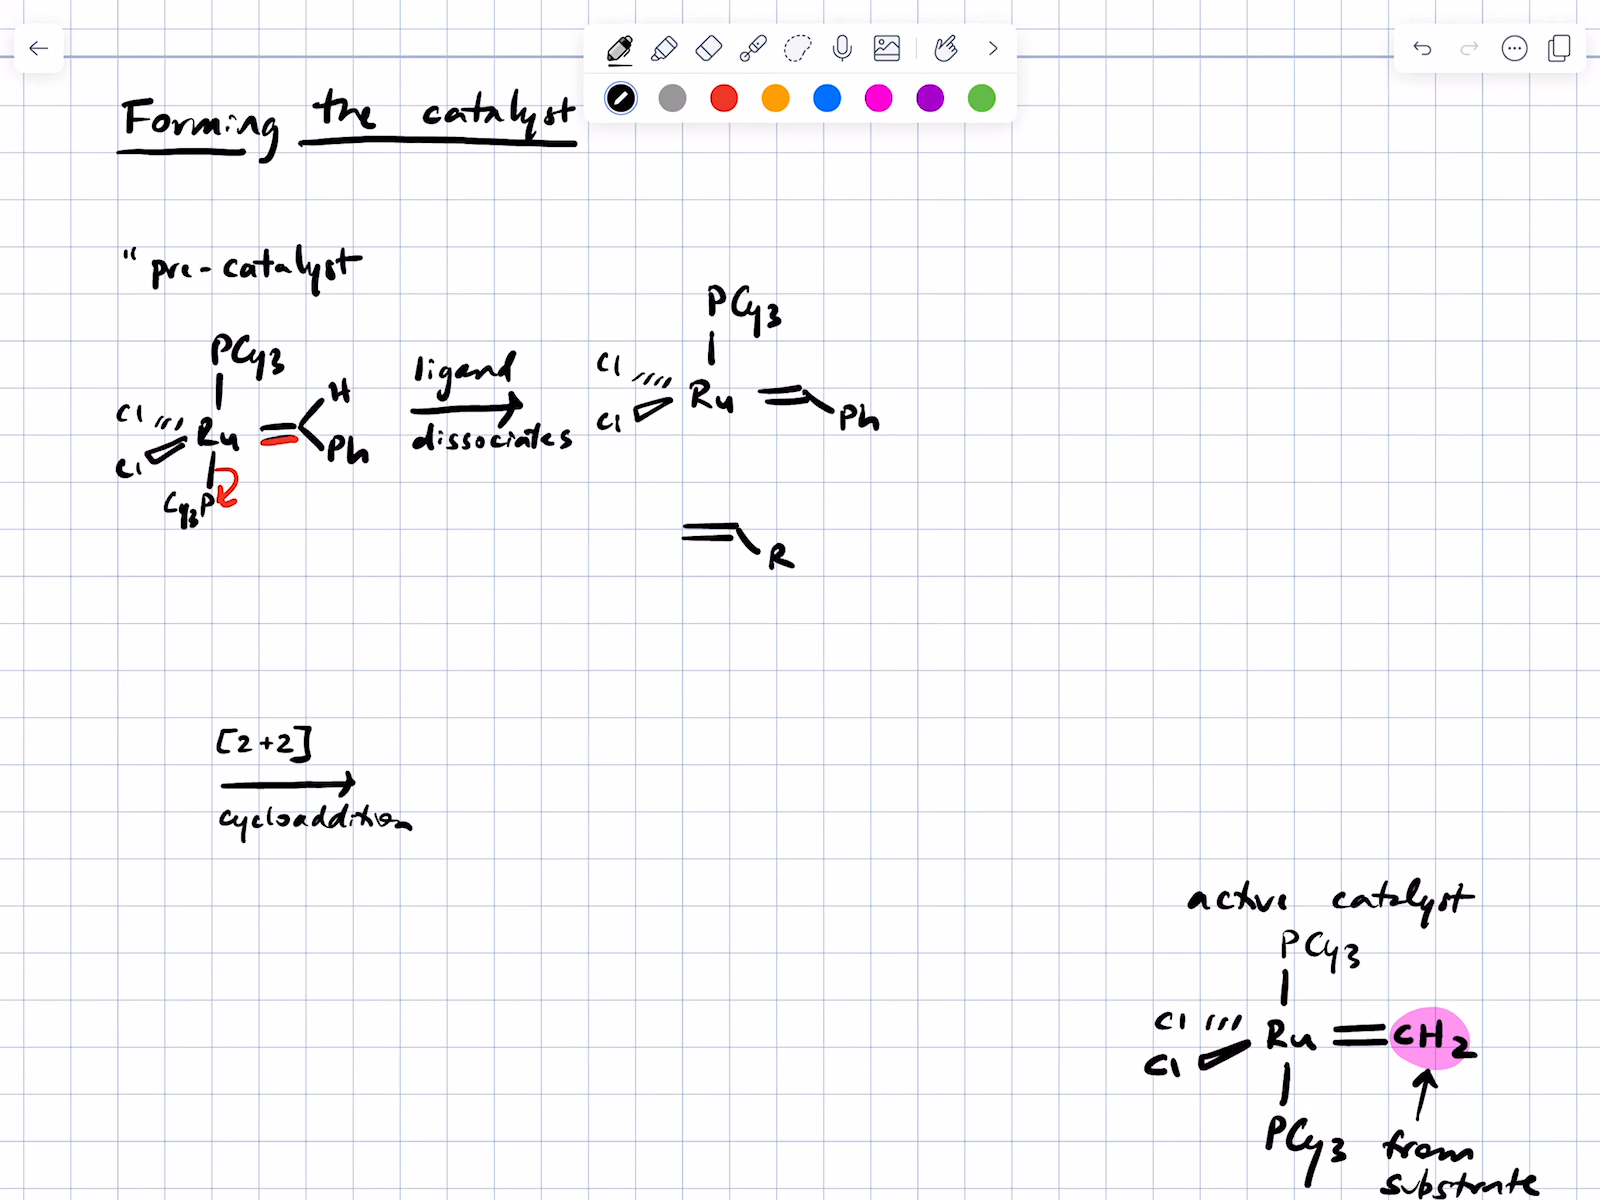 Forming the catalyst
"pre-catalyst
PCy3
Cl
Cl
Ru
H
Ph
Cy3P
ligand
dissociates
PCy3
Cl
Cl
Ru
Ph
R
[2+2]
cycloaddition
active catalyst
PCy3
Cl
Cl
Ru
CH2
PCy3
from
substrate